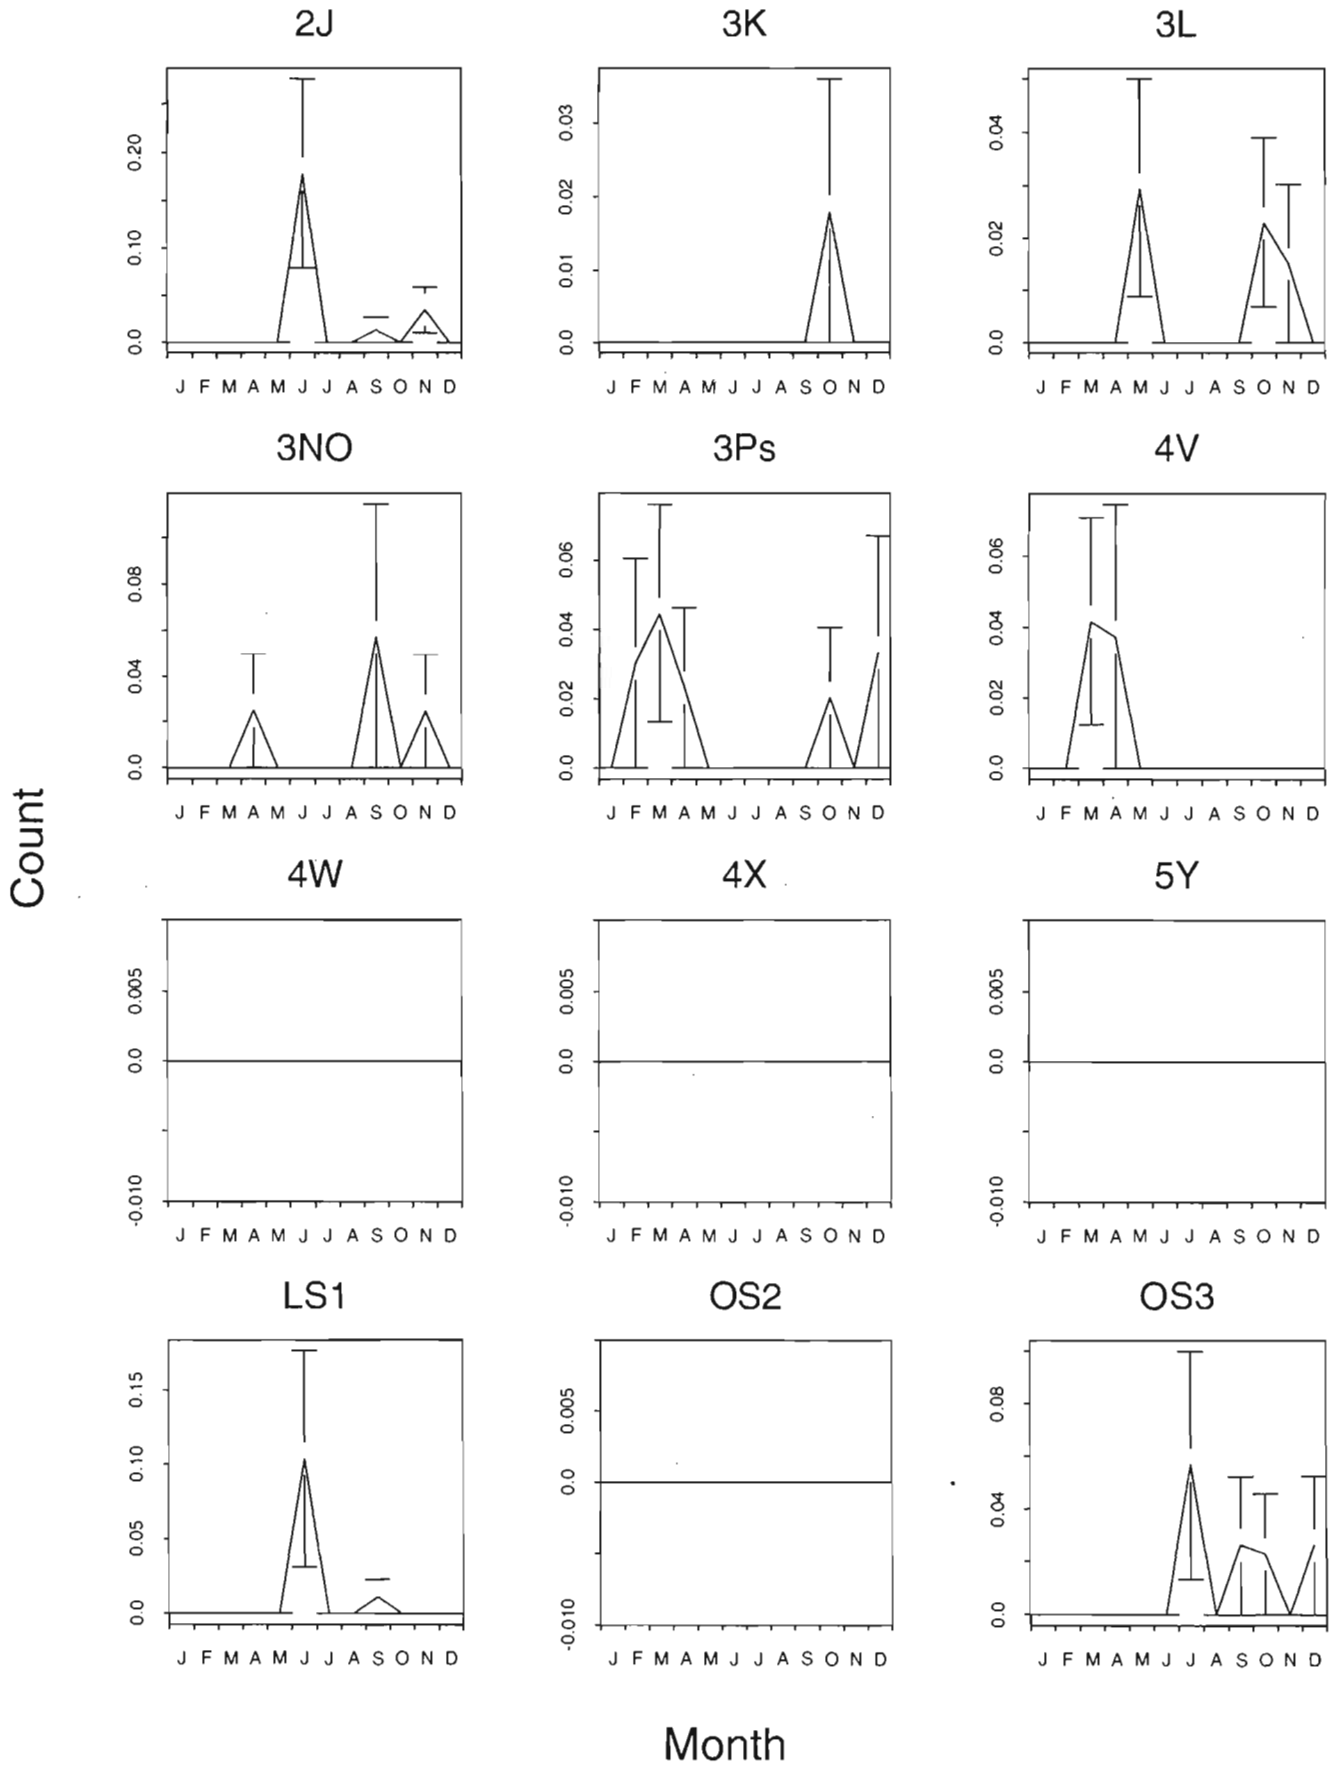 2J 3K 3L
0.0 0.10 0.20
0.0 0.01 0.02 0.03
0.0 0.02 0.04
J F M A M J J A S O N D
J F M A M J J A S O N D
J F M A M J J A S O N D
3NO 3Ps 4V
0.0 0.04 0.08
0.0 0.02 0.04 0.06
0.0 0.02 0.04 0.06
J F M A M J J A S O N D
J F M A M J J A S O N D
J F M A M J J A S O N D
Count
4W 4X 5Y
-0.010 0.0 0.005
-0.010 0.0 0.005
-0.010 0.0 0.005
J F M A M J J A S O N D
J F M A M J J A S O N D
J F M A M J J A S O N D
LS1 OS2 OS3
0.0 0.05 0.10 0.15
-0.010 0.0 0.005
0.0 0.04 0.08
J F M A M J J A S O N D
J F M A M J J A S O N D
J F M A M J J A S O N D
Month